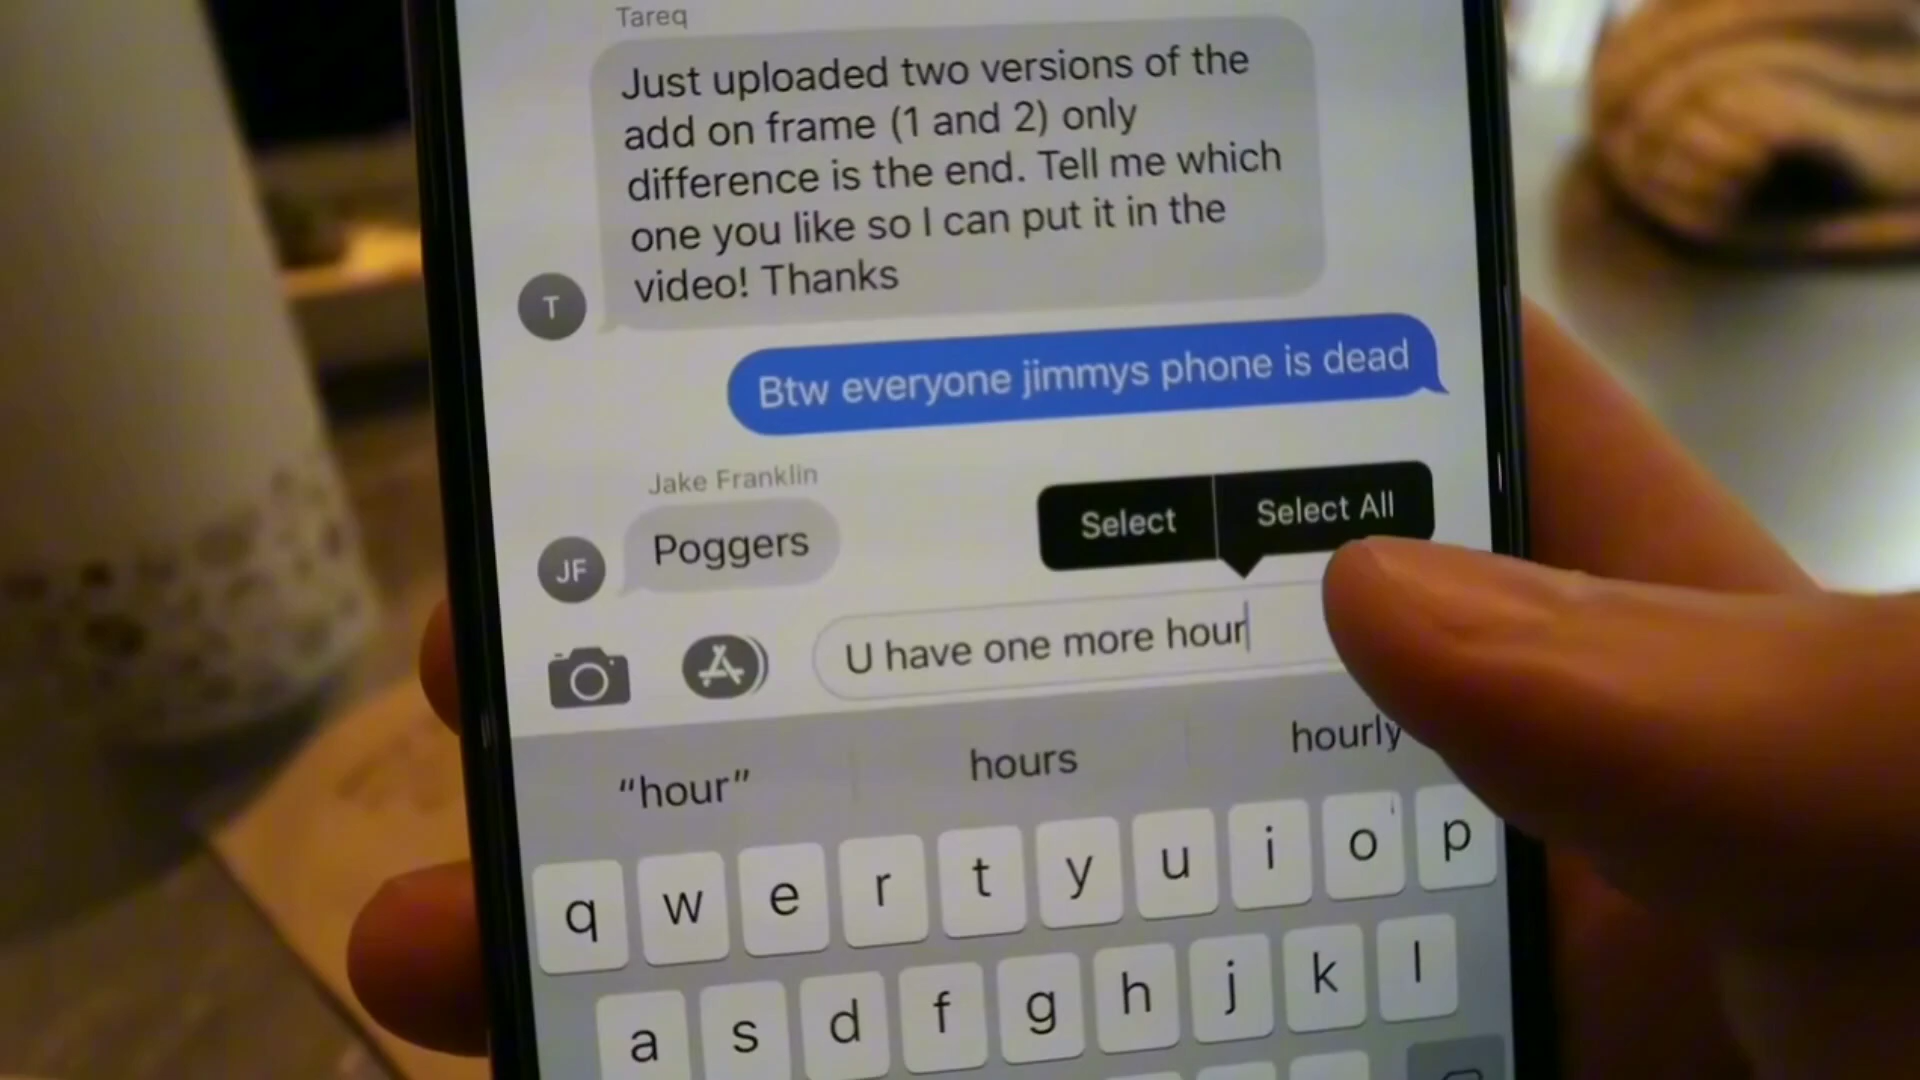 Tareq
Just uploaded two versions of the
add on frame (1 and 2) only
difference is the end. Tell me which
one you like so I can put it in the
video! Thanks
T
Btw everyone jimmys phone is dead
Jake Franklin
JF
Poggers
Select
Select All
U have one more hour
“hour”
hours
hourly
q w e r t y u i o p
a s d f g h j k l